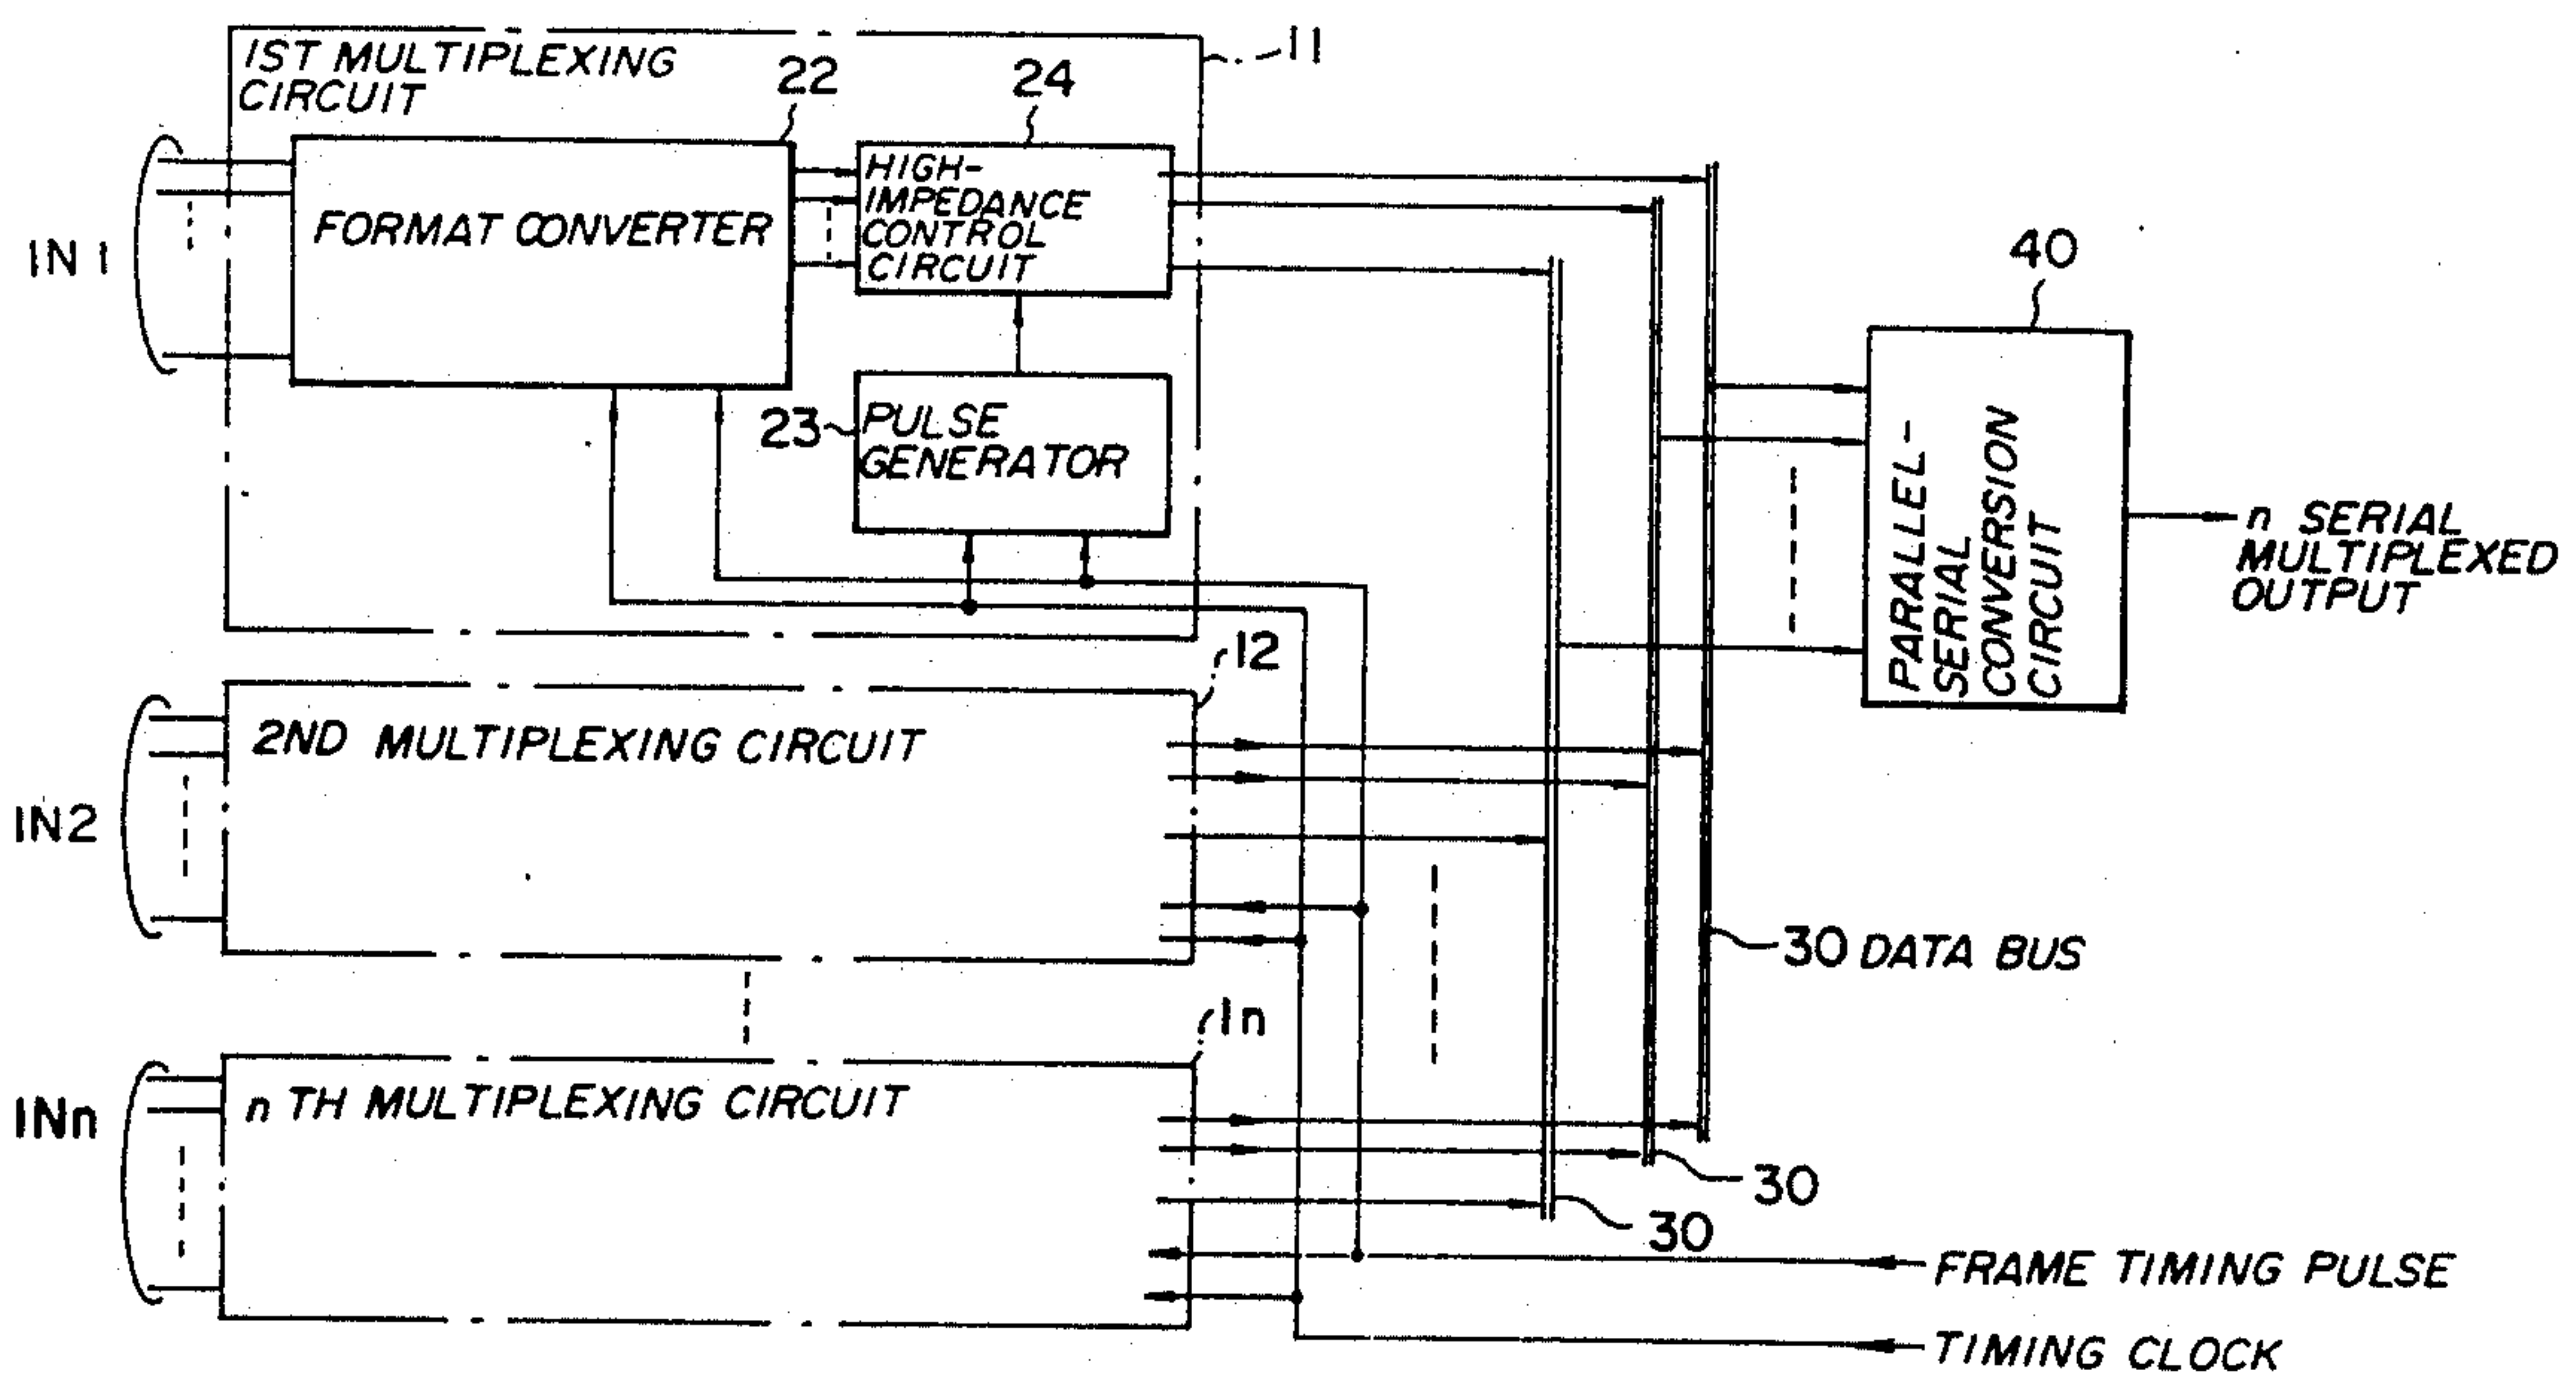 1ST MULTIPLEXING
CIRCUIT
11
22
24
IN 1
FORMAT CONVERTER
HIGH-
IMPEDANCE
CONTROL
CIRCUIT
23
PULSE
GENERATOR
40
PARALLEL-
SERIAL
CONVERSION
CIRCUIT
n SERIAL
MULTIPLEXED
OUTPUT
12
IN2
2ND MULTIPLEXING CIRCUIT
30 DATA BUS
1n
INn
n TH MULTIPLEXING CIRCUIT
30
30
FRAME TIMING PULSE
TIMING CLOCK